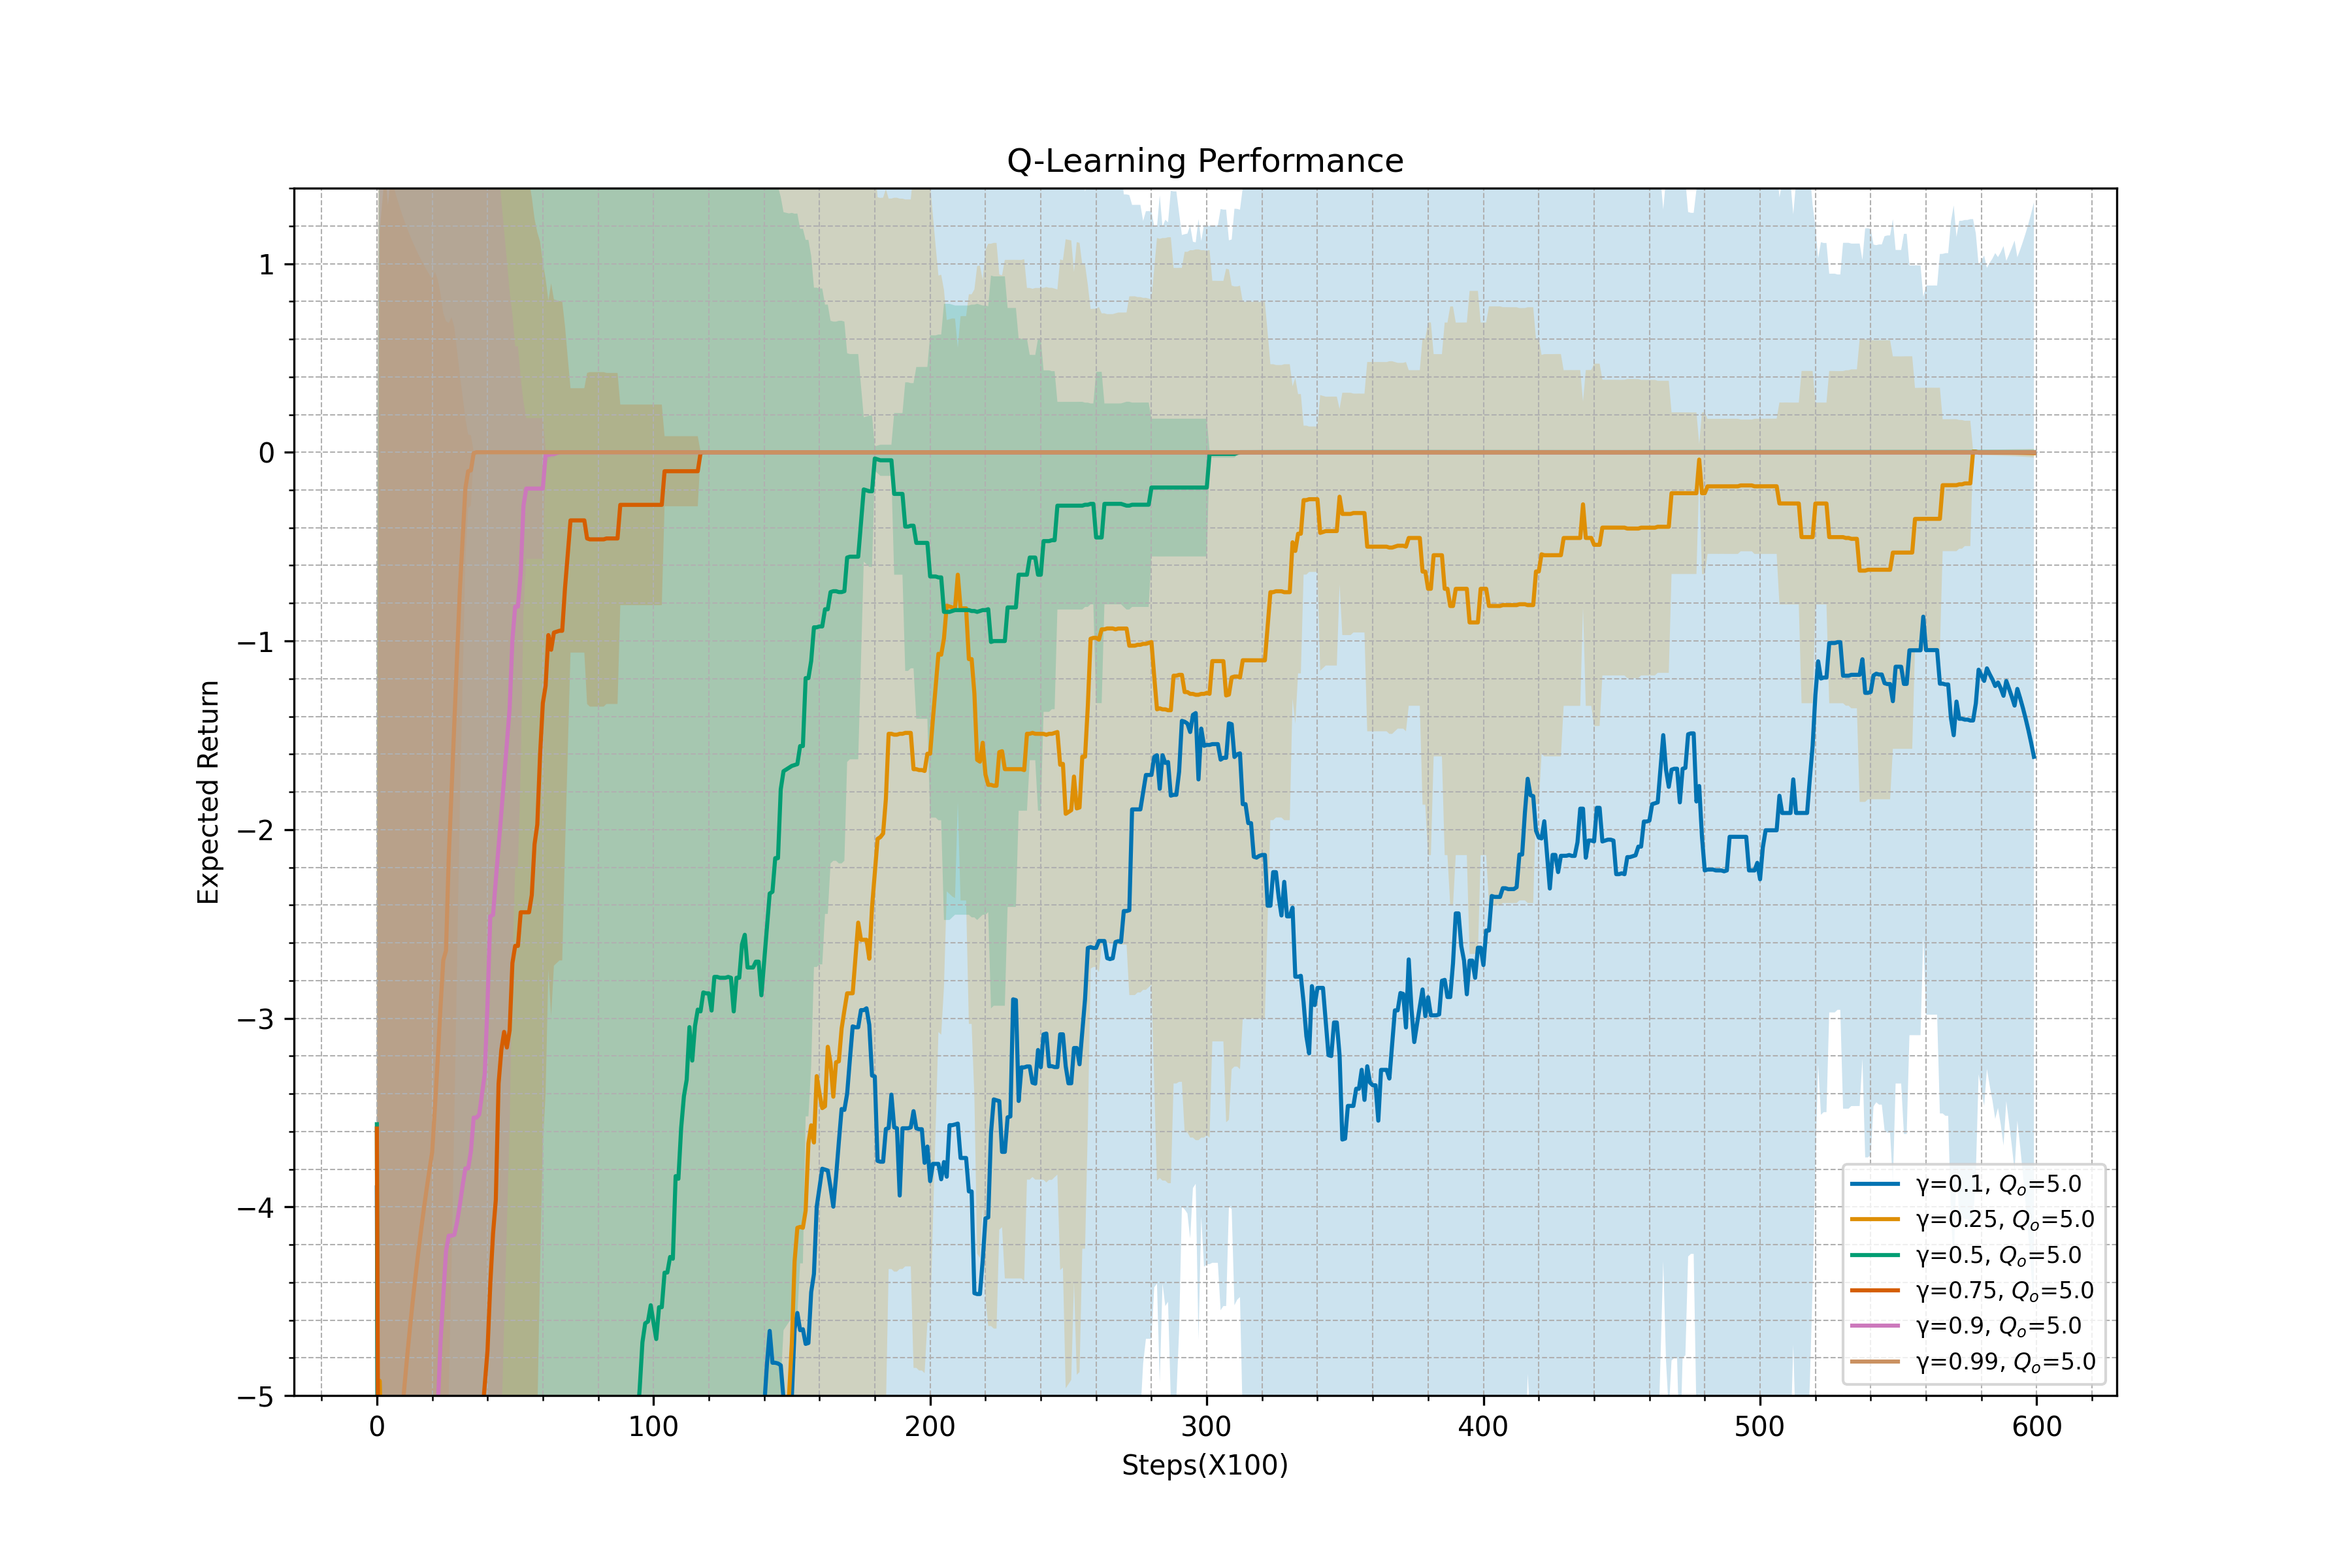 Q-Learning Performance
Expected Return
1
0
−1
−2
−3
−4
−5
0 100 200 300 400 500 600
Steps(X100)
γ=0.1, Qₒ=5.0
γ=0.25, Qₒ=5.0
γ=0.5, Qₒ=5.0
γ=0.75, Qₒ=5.0
γ=0.9, Qₒ=5.0
γ=0.99, Qₒ=5.0